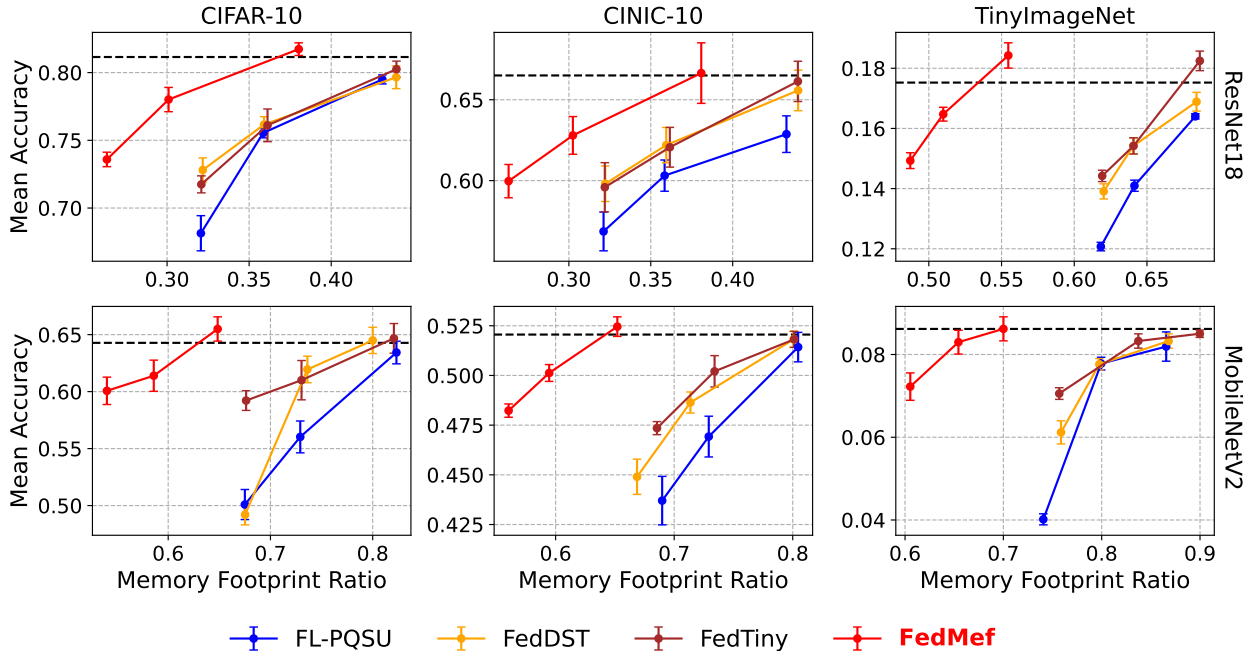 CIFAR-10 CINIC-10 TinyImageNet
Mean Accuracy
0.80
0.75
0.70
0.30 0.35 0.40
0.65
0.60
0.30 0.35 0.40
0.18
0.16
0.14
0.12
0.50 0.55 0.60 0.65
ResNet18
Mean Accuracy
0.65
0.60
0.55
0.50
0.6 0.7 0.8
Memory Footprint Ratio
0.525
0.500
0.475
0.450
0.425
0.6 0.7 0.8
Memory Footprint Ratio
0.08
0.06
0.04
0.6 0.7 0.8 0.9
Memory Footprint Ratio
MobileNetV2
FL-PQSU FedDST FedTiny FedMef